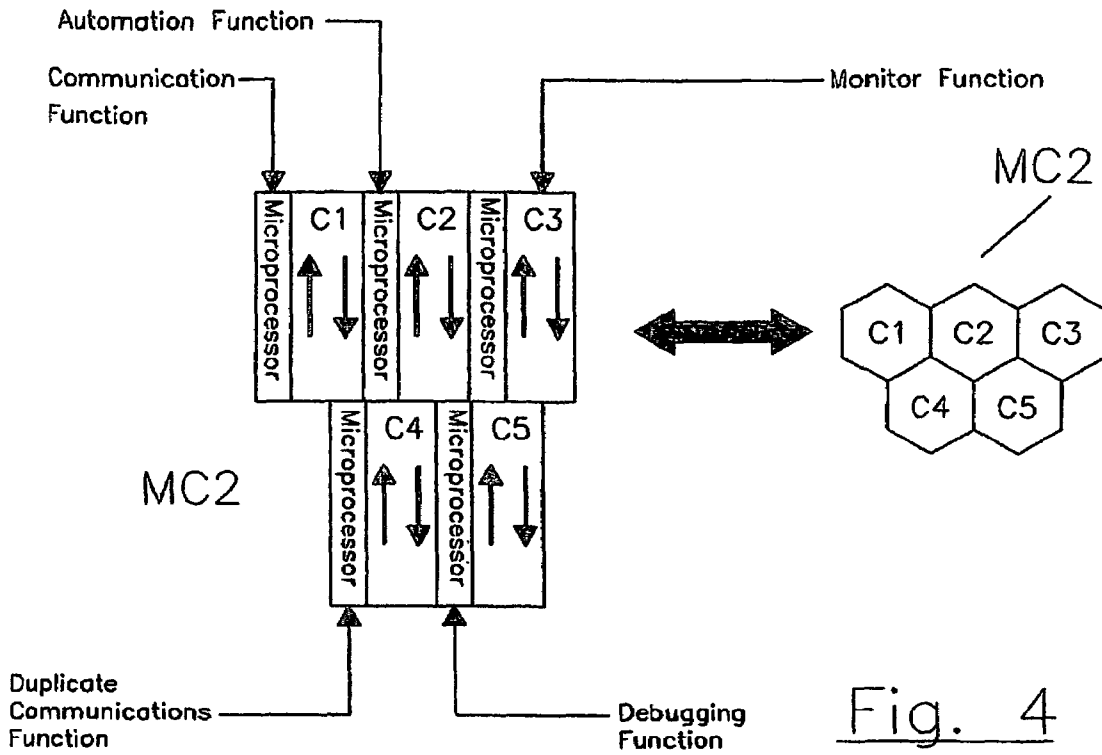 Automation Function
Communication
Function
Monitor Function
MC2
Microprocessor
C1
Microprocessor
C2
Microprocessor
C3
C1
C2
C3
C4
C5
Microprocessor
C4
Microprocessor
C5
MC2
Duplicate
Communications
Function
Debugging
Function
Fig. 4